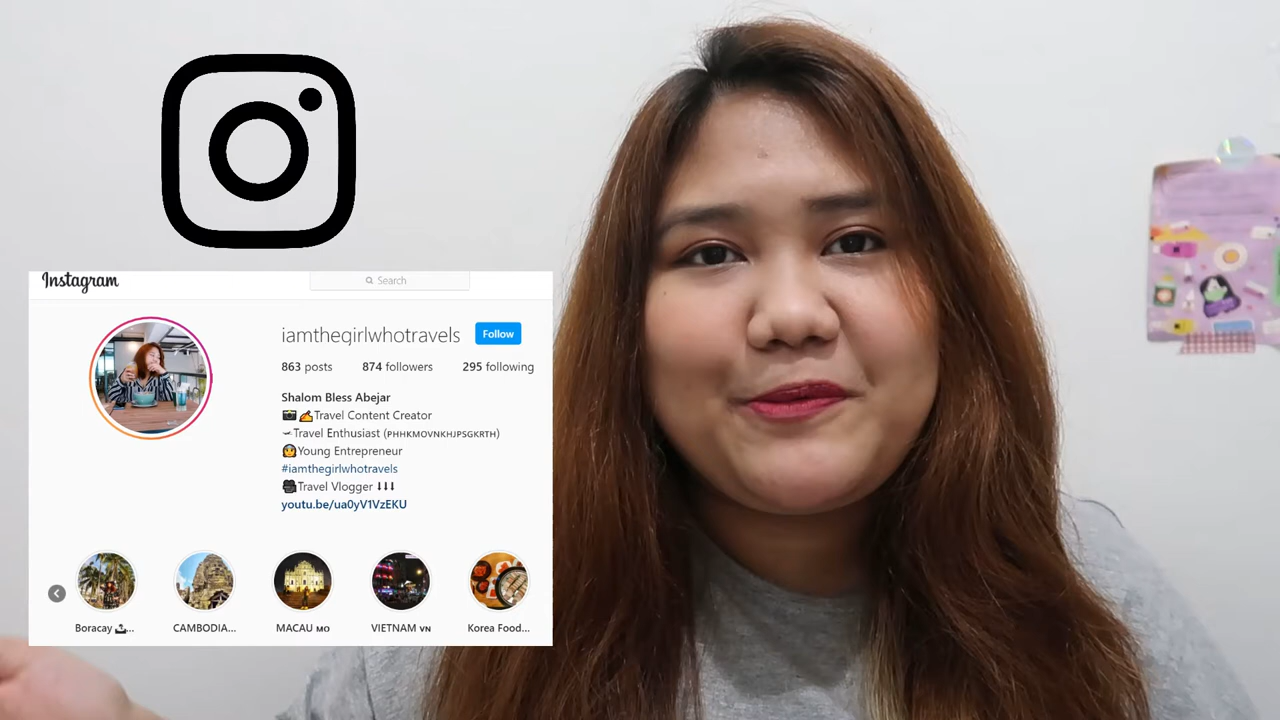 Instagram
Search
iamthegirlwhotravels Follow
863 posts 874 followers 295 following
Shalom Bless Abejar
📸✍Travel Content Creator
Travel Enthusiast (PHHKMOVNKHJPSGKRTH)
Young Entrepreneur
#iamthegirlwhotravels
🎥Travel Vlogger ⬇⬇⬇
youtu.be/ua0yV1VzEKU
Boracay ... CAMBODIA... MACAU MO VIETNAM VN Korea Food...